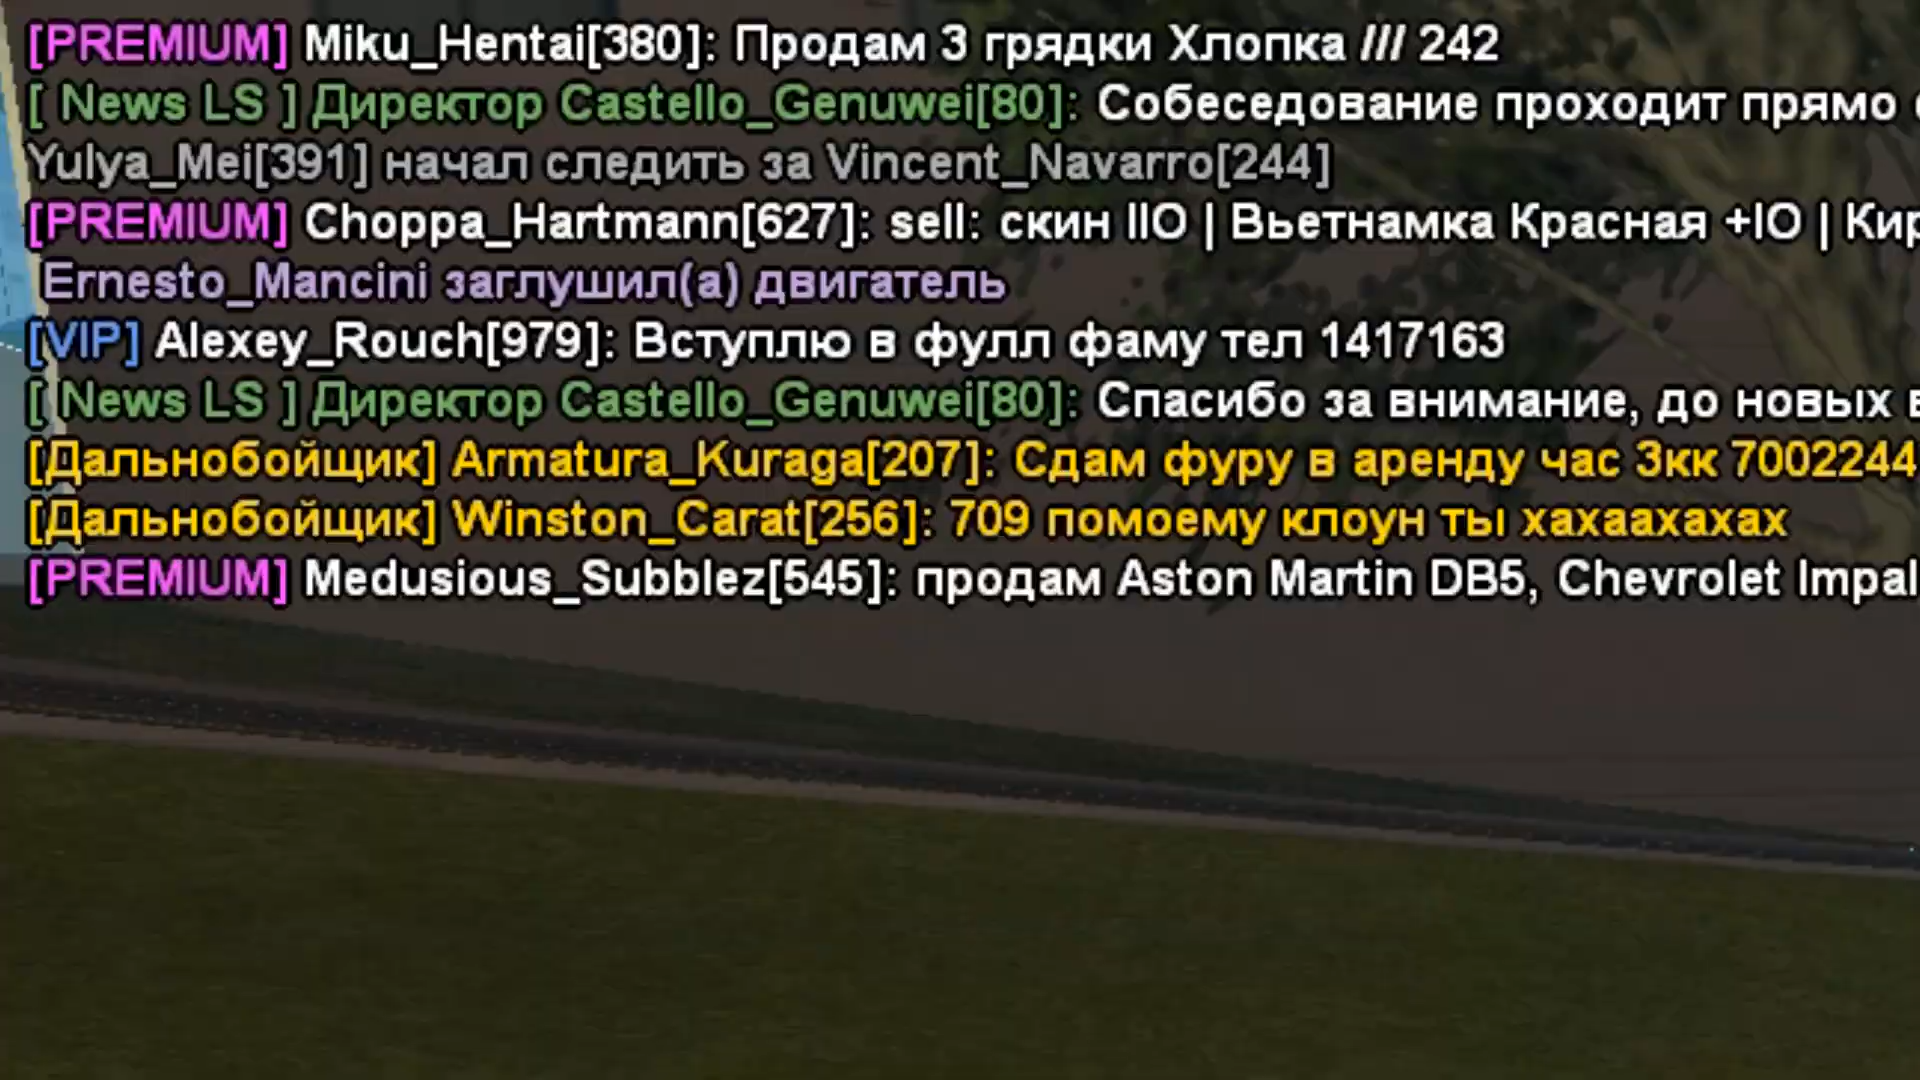 [PREMIUM] Miku_Hentai[380]: Продам 3 грядки Хлопка /// 242
[ News LS ] Директор Castello_Genuwei[80]: Собеседование проходит прямо
Yulya_Mei[391] начал следить за Vincent_Navarro[244]
[PREMIUM] Choppa_Hartmann[627]: sell: скин IIO | Вьетнамка Красная +IO |
Ernesto_Mancini заглушил(а) двигатель
[VIP] Alexey_Rouch[979]: Вступлю в фулл фаму тел 1417163
[ News LS ] Директор Castello_Genuwei[80]: Спасибо за внимание, до новых
[Дальнобойщик] Armatura_Kuraga[207]: Сдам фуру в аренду час 3кк 7002244
[Дальнобойщик] Winston_Carat[256]: 709 помоему клоун ты хахаахахах
[PREMIUM] Medusious_Subblez[545]: продам Aston Martin DB5, Chevrolet Impal